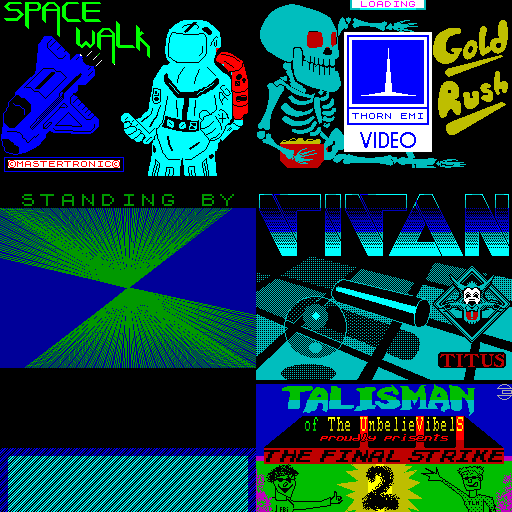 SPACE
WALK
©MASTERTRONIC©
LOADING
Gold
Rush
THORN EMI
VIDEO
STANDING BY
TITAN
TITUS
TALISMAN
of The UnbelieVibelS
proudly prisents
THE FINAL STRIKE
2